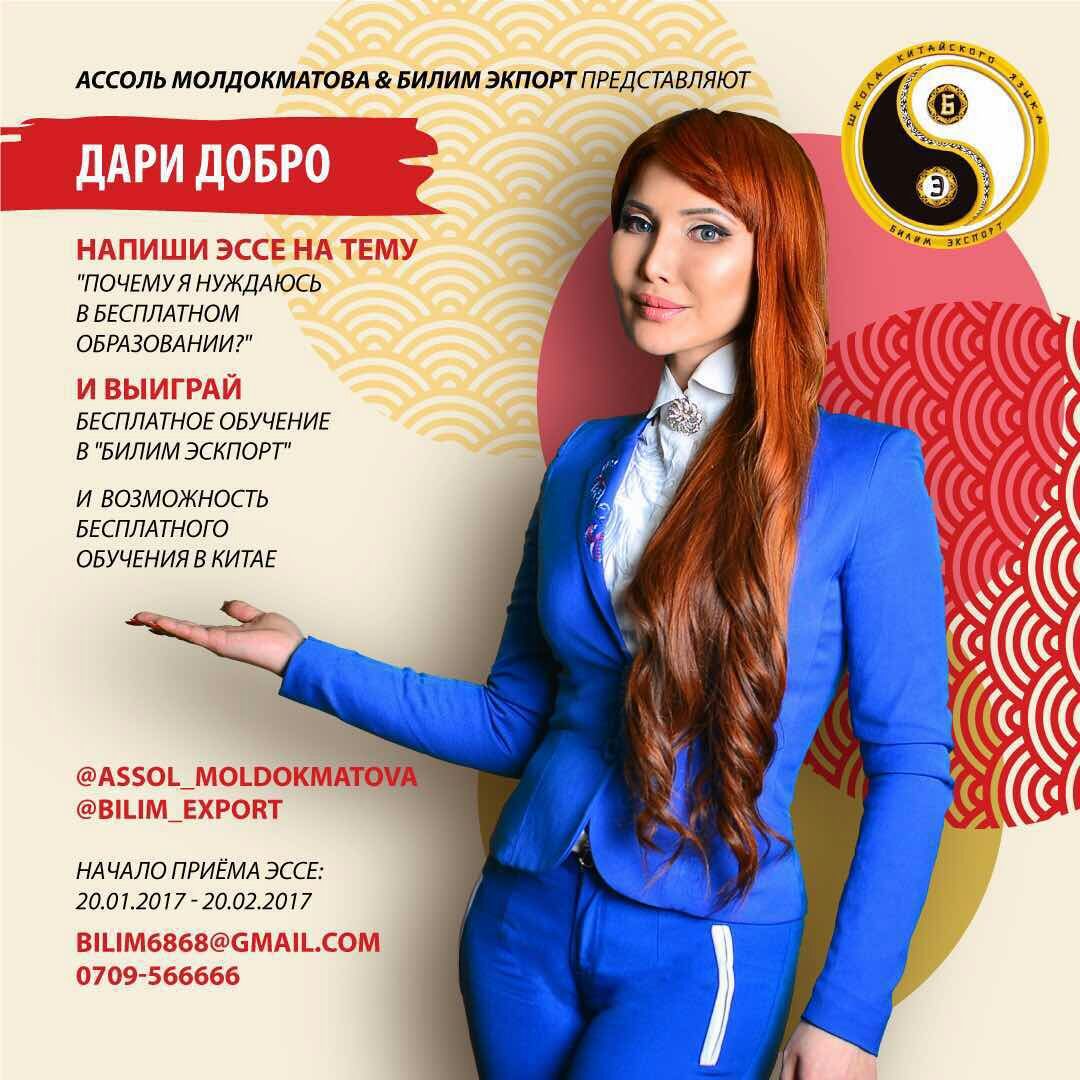 АССОЛЬ МОЛДОКМАТОВА & БИЛИМ ЭКПОРТ ПРЕДСТАВЛЯЮТ
ДАРИ ДОБРО
НАПИШИ ЭССЕ НА ТЕМУ
"ПОЧЕМУ Я НУЖДАЮСЬ
В БЕСПЛАТНОМ
ОБРАЗОВАНИИ?"
И ВЫИГРАЙ
БЕСПЛАТНОЕ ОБУЧЕНИЕ
В "БИЛИМ ЭСКПОРТ"
И ВОЗМОЖНОСТЬ
БЕСПЛАТНОГО
ОБУЧЕНИЯ В КИТАЕ
@ASSOL_MOLDOKMATOVA
@BILIM_EXPORT
НАЧАЛО ПРИЁМА ЭССЕ:
20.01.2017 - 20.02.2017
BILIM6868@GMAIL.COM
0709-566666
ШКОЛА КИТАЙСКОГО ЯЗЫКА
Б
Э
БИЛИМ ЭКСПОРТ